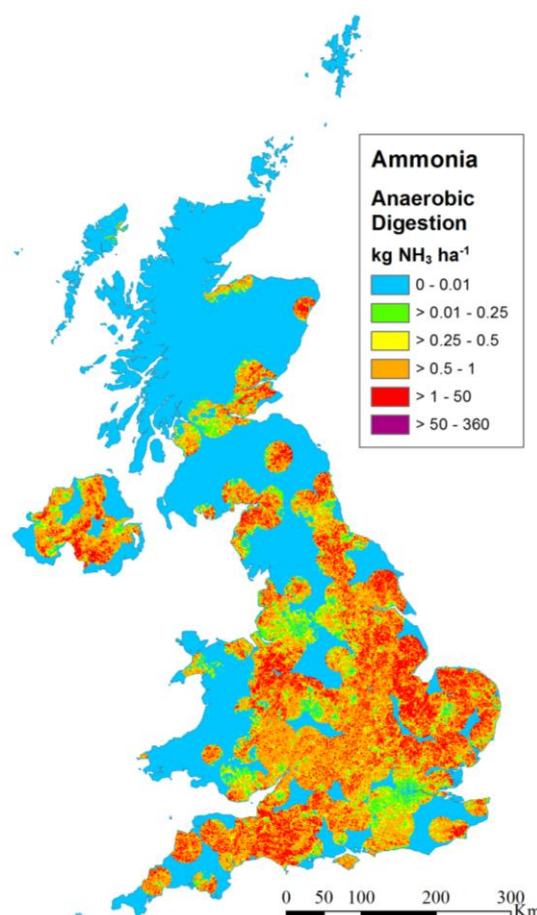 Ammonia
Anaerobic
Digestion
kg NH₃ ha⁻¹
0 - 0.01
> 0.01 - 0.25
> 0.25 - 0.5
> 0.5 - 1
> 1 - 50
> 50 - 360
0 50 100 200 300
Km